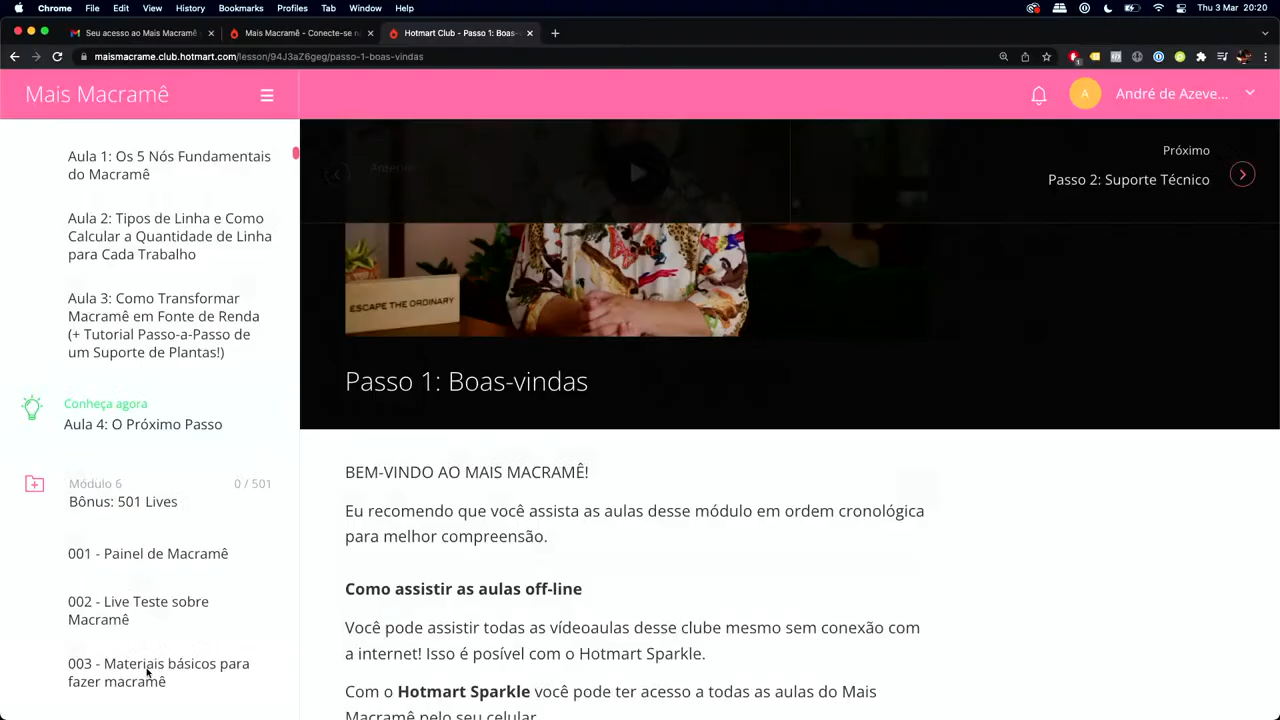 Chrome File Edit View History Bookmarks Profiles Tab Window Help
Thu 3 Mar 20:20
Seu acesso ao Mais Macramê
Mais Macramê - Conecte-se n
Hotmart Club - Passo 1: Boas-
maismacrame.club.hotmart.com/lesson/94J3aZ6geg/passo-1-boas-vindas
Mais Macramê
A
André de Azeve...
Aula 1: Os 5 Nós Fundamentais
do Macramê
Aula 2: Tipos de Linha e Como
Calcular a Quantidade de Linha
para Cada Trabalho
Aula 3: Como Transformar
Macramê em Fonte de Renda
(+ Tutorial Passo-a-Passo de
um Suporte de Plantas!)
Conheça agora
Aula 4: O Próximo Passo
Módulo 6 0 / 501
Bônus: 501 Lives
001 - Painel de Macramê
002 - Live Teste sobre
Macramê
003 - Materiais básicos para
fazer macramê
Anterior
Próximo
Passo 2: Suporte Técnico
ESCAPE THE ORDINARY
Passo 1: Boas-vindas
BEM-VINDO AO MAIS MACRAMÊ!
Eu recomendo que você assista as aulas desse módulo em ordem cronológica
para melhor compreensão.
Como assistir as aulas off-line
Você pode assistir todas as vídeoaulas desse clube mesmo sem conexão com
a internet! Isso é posível com o Hotmart Sparkle.
Com o Hotmart Sparkle você pode ter acesso a todas as aulas do Mais
Macramê pelo seu celular.